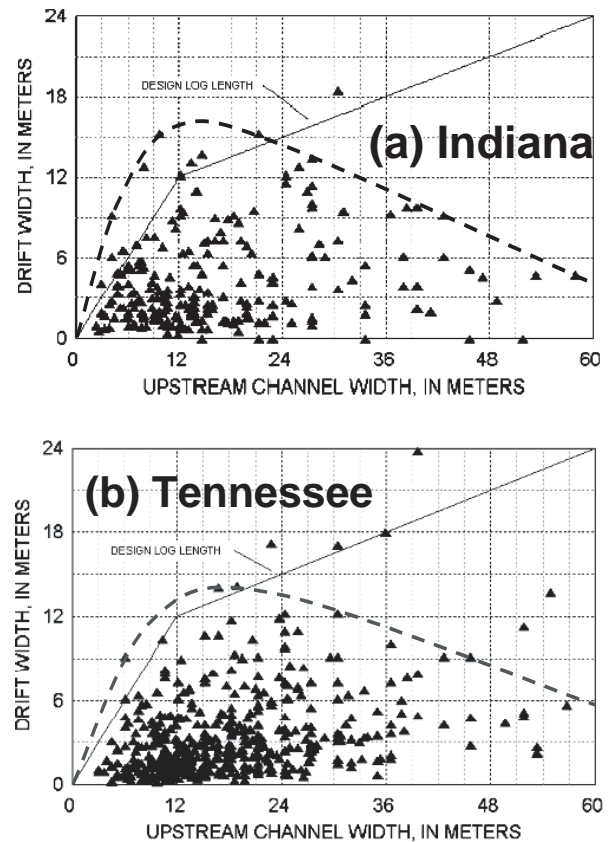 24
18
12
6
0
DRIFT WIDTH, IN METERS
DESIGN LOG LENGTH
(a) Indiana
0 12 24 36 48 60
UPSTREAM CHANNEL WIDTH, IN METERS
24
18
12
6
0
DRIFT WIDTH, IN METERS
(b) Tennessee
DESIGN LOG LENGTH
0 12 24 36 48 60
UPSTREAM CHANNEL WIDTH, IN METERS